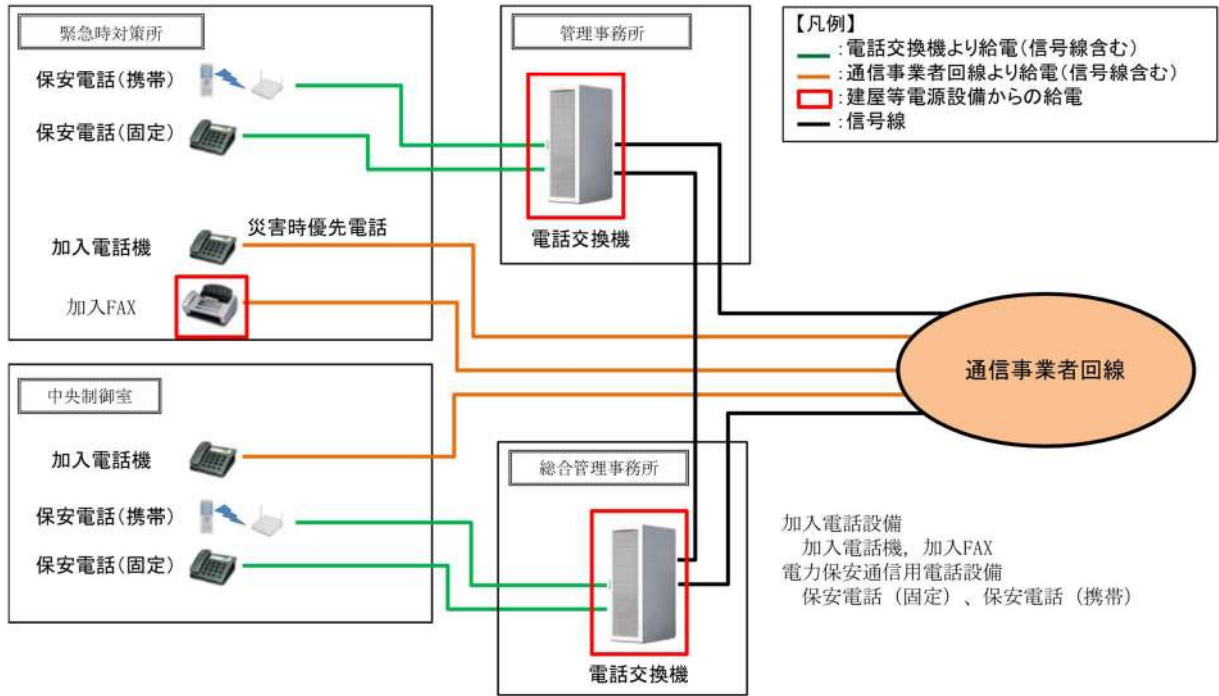 緊急時対策所
保安電話(携帯)
保安電話(固定)
加入電話機
災害時優先電話
加入FAX
管理事務所
電話交換機
【凡例】
:電話交換機より給電(信号線含む)
:通信事業者回線より給電(信号線含む)
:建屋等電源設備からの給電
:信号線
通信事業者回線
中央制御室
加入電話機
保安電話(携帯)
保安電話(固定)
総合管理事務所
電話交換機
加入電話設備
加入電話機，加入FAX
電力保安通信用電話設備
保安電話（固定）、保安電話（携帯）